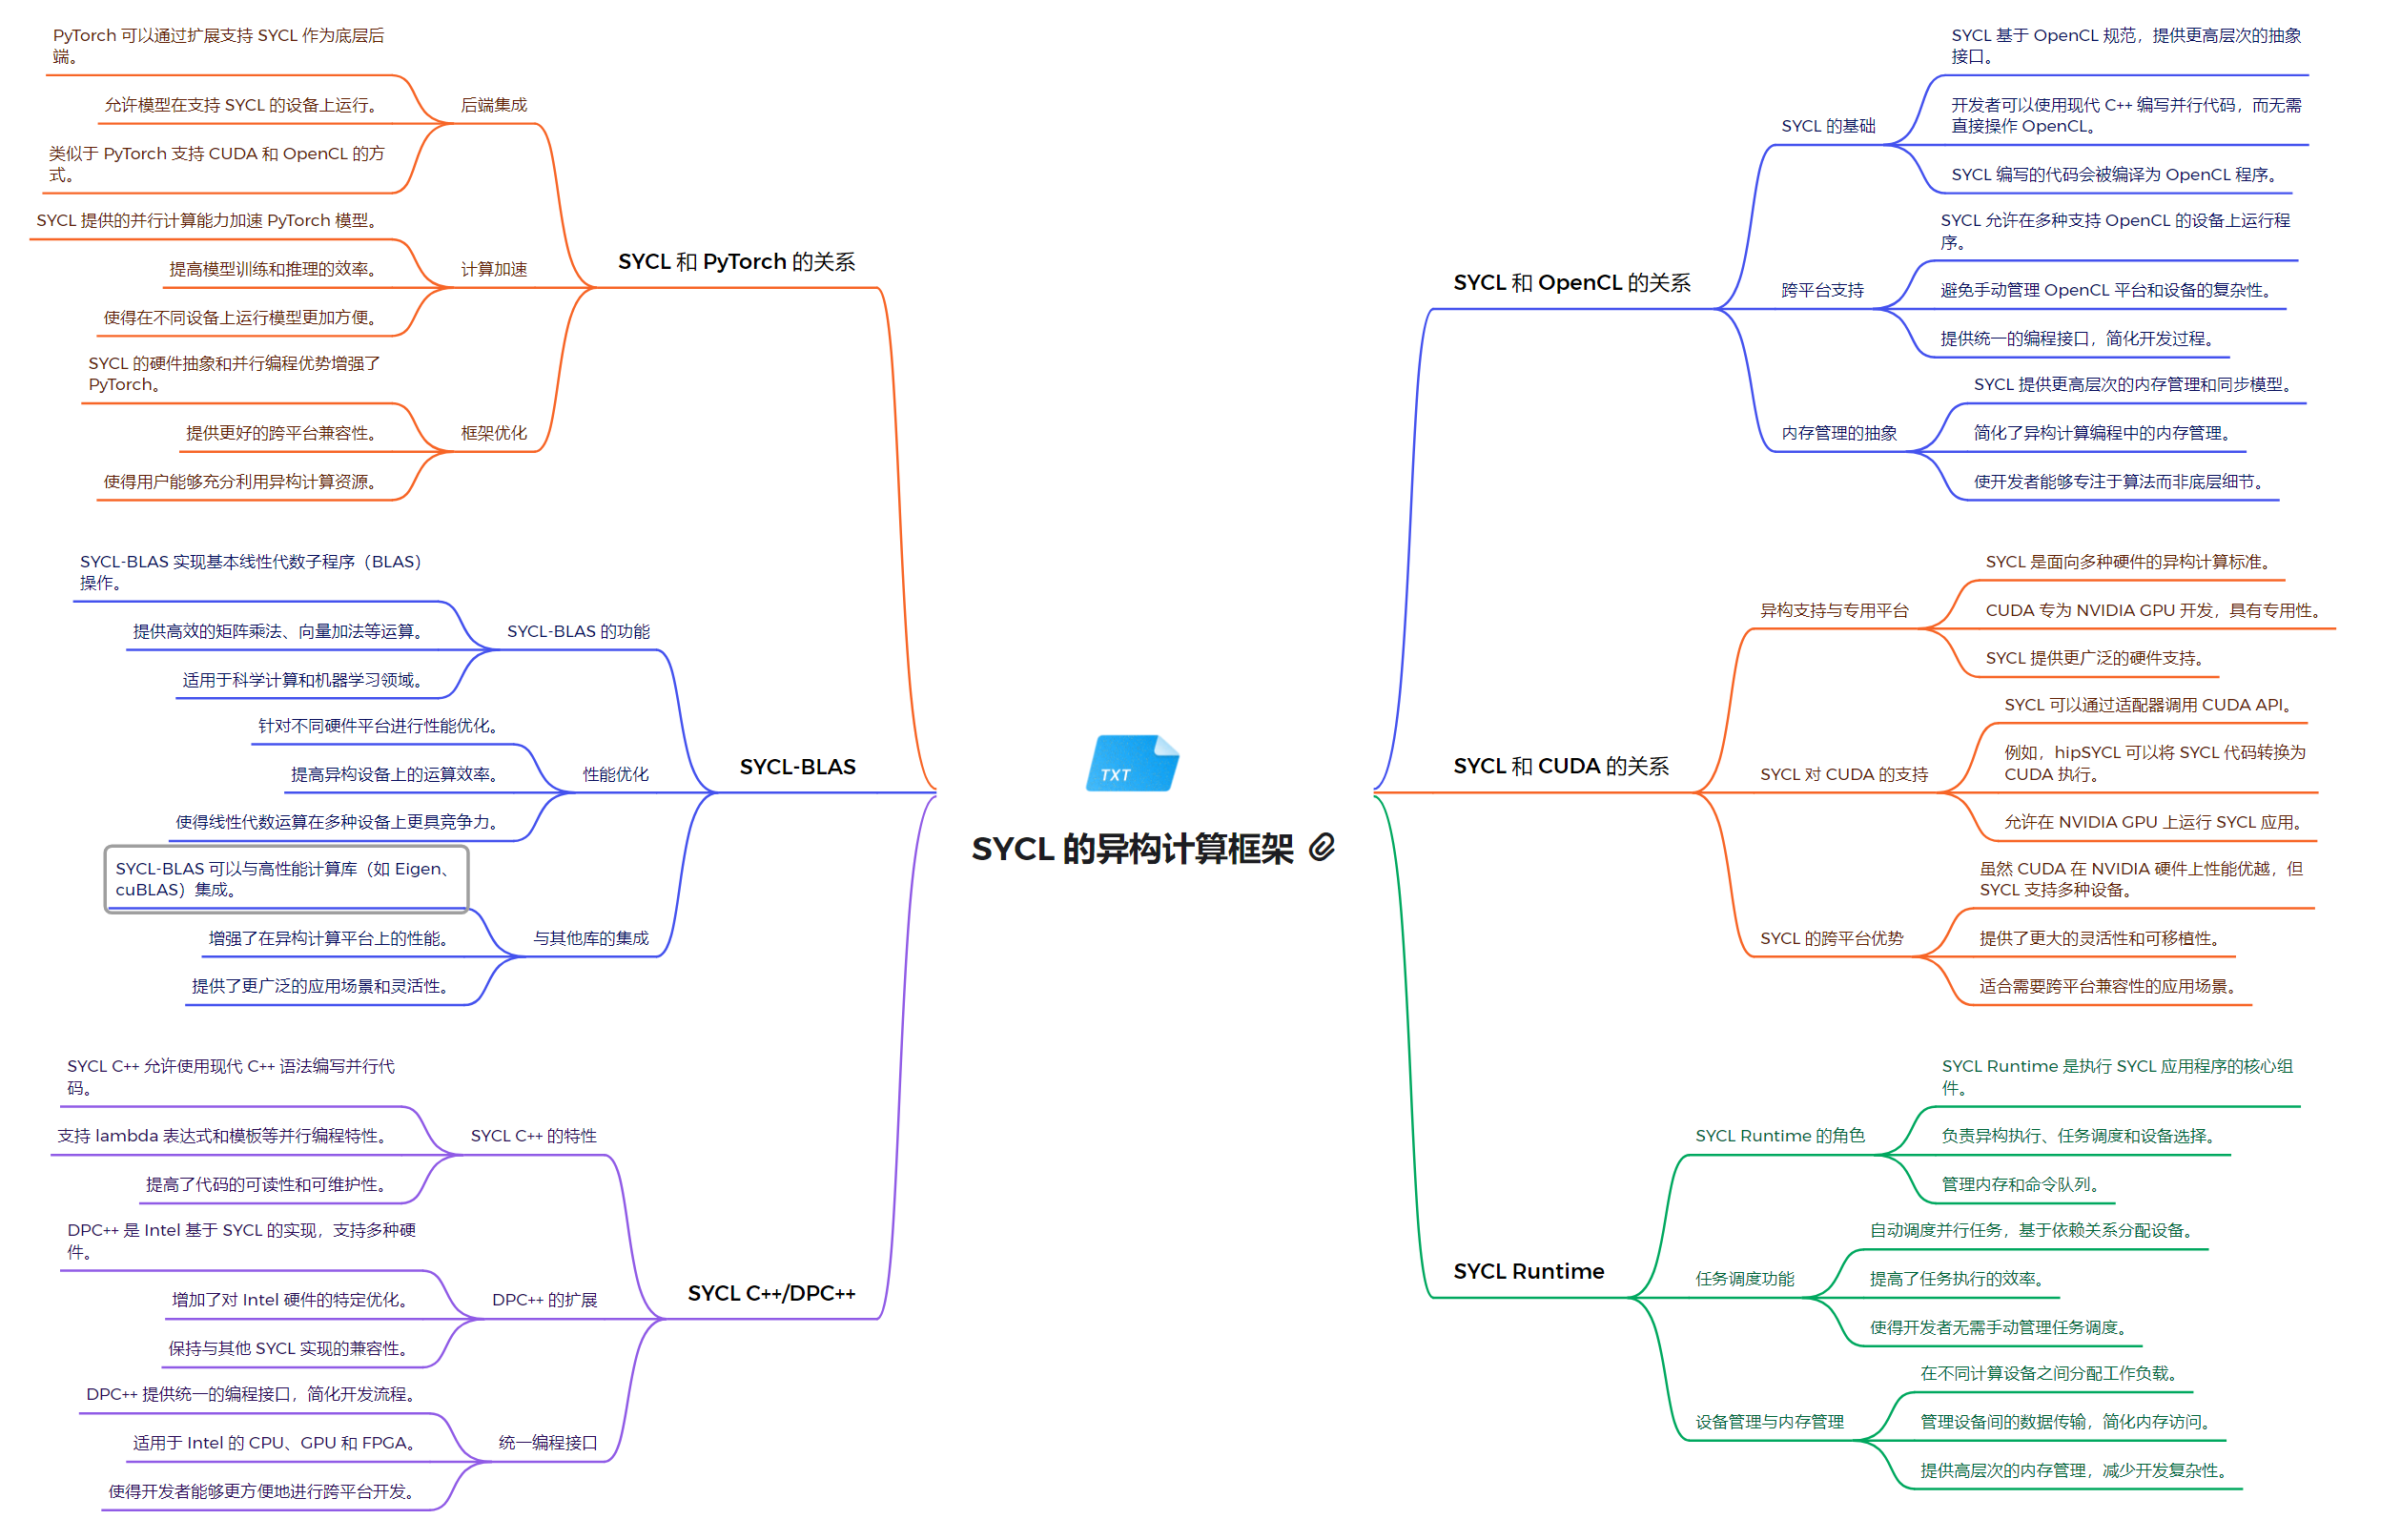 PyTorch 可以通过扩展支持 SYCL 作为底层后
端。
允许模型在支持 SYCL 的设备上运行。
后端集成
类似于 PyTorch 支持 CUDA 和 OpenCL 的方
式。
SYCL 提供的并行计算能力加速 PyTorch 模型。
提高模型训练和推理的效率。
计算加速
使得在不同设备上运行模型更加方便。
SYCL 和 PyTorch 的关系
SYCL 的硬件抽象和并行编程优势增强了
PyTorch。
提供更好的跨平台兼容性。
框架优化
使得用户能够充分利用异构计算资源。
SYCL-BLAS 实现基本线性代数子程序（BLAS）
操作。
提供高效的矩阵乘法、向量加法等运算。
SYCL-BLAS 的功能
适用于科学计算和机器学习领域。
针对不同硬件平台进行性能优化。
提高异构设备上的运算效率。
性能优化
SYCL-BLAS
使得线性代数运算在多种设备上更具竞争力。
SYCL-BLAS 可以与高性能计算库（如 Eigen、
cuBLAS）集成。
增强了在异构计算平台上的性能。
与其他库的集成
提供了更广泛的应用场景和灵活性。
SYCL C++ 允许使用现代 C++ 语法编写并行代
码。
支持 lambda 表达式和模板等并行编程特性。
SYCL C++ 的特性
提高了代码的可读性和可维护性。
DPC++ 是 Intel 基于 SYCL 的实现，支持多种硬
件。
增加了对 Intel 硬件的特定优化。
DPC++ 的扩展
SYCL C++/DPC++
保持与其他 SYCL 实现的兼容性。
DPC++ 提供统一的编程接口，简化开发流程。
适用于 Intel 的 CPU、GPU 和 FPGA。
统一编程接口
使得开发者能够更方便地进行跨平台开发。
TXT
SYCL 的异构计算框架
SYCL 基于 OpenCL 规范，提供更高层次的抽象
接口。
SYCL 的基础
开发者可以使用现代 C++ 编写并行代码，而无需
直接操作 OpenCL。
SYCL 编写的代码会被编译为 OpenCL 程序。
SYCL 和 OpenCL 的关系
SYCL 允许在多种支持 OpenCL 的设备上运行程
序。
跨平台支持
避免手动管理 OpenCL 平台和设备的复杂性。
提供统一的编程接口，简化开发过程。
SYCL 提供更高层次的内存管理和同步模型。
内存管理的抽象
简化了异构计算编程中的内存管理。
使开发者能够专注于算法而非底层细节。
SYCL 是面向多种硬件的异构计算标准。
异构支持与专用平台
CUDA 专为 NVIDIA GPU 开发，具有专用性。
SYCL 提供更广泛的硬件支持。
SYCL 和 CUDA 的关系
SYCL 可以通过适配器调用 CUDA API。
SYCL 对 CUDA 的支持
例如，hipSYCL 可以将 SYCL 代码转换为
CUDA 执行。
允许在 NVIDIA GPU 上运行 SYCL 应用。
虽然 CUDA 在 NVIDIA 硬件上性能优越，但
SYCL 支持多种设备。
SYCL 的跨平台优势
提供了更大的灵活性和可移植性。
适合需要跨平台兼容性的应用场景。
SYCL Runtime 是执行 SYCL 应用程序的核心组
件。
SYCL Runtime 的角色
负责异构执行、任务调度和设备选择。
管理内存和命令队列。
SYCL Runtime
自动调度并行任务，基于依赖关系分配设备。
任务调度功能
提高了任务执行的效率。
使得开发者无需手动管理任务调度。
在不同计算设备之间分配工作负载。
设备管理与内存管理
管理设备间的数据传输，简化内存访问。
提供高层次的内存管理，减少开发复杂性。